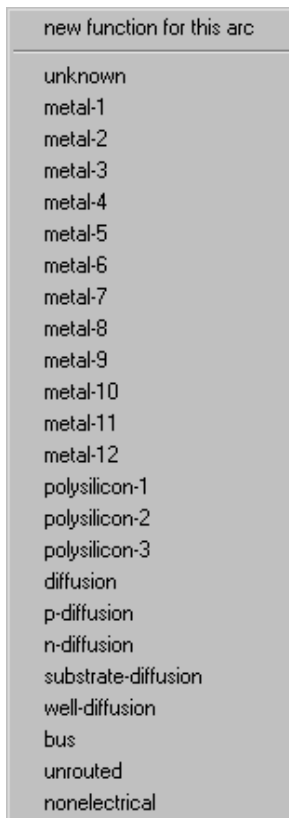 new function for this arc
unknown
metal-1
metal-2
metal-3
metal-4
metal-5
metal-6
metal-7
metal-8
metal-9
metal-10
metal-11
metal-12
polysilicon-1
polysilicon-2
polysilicon-3
diffusion
p-diffusion
n-diffusion
substrate-diffusion
well-diffusion
bus
unrouted
nonelectrical